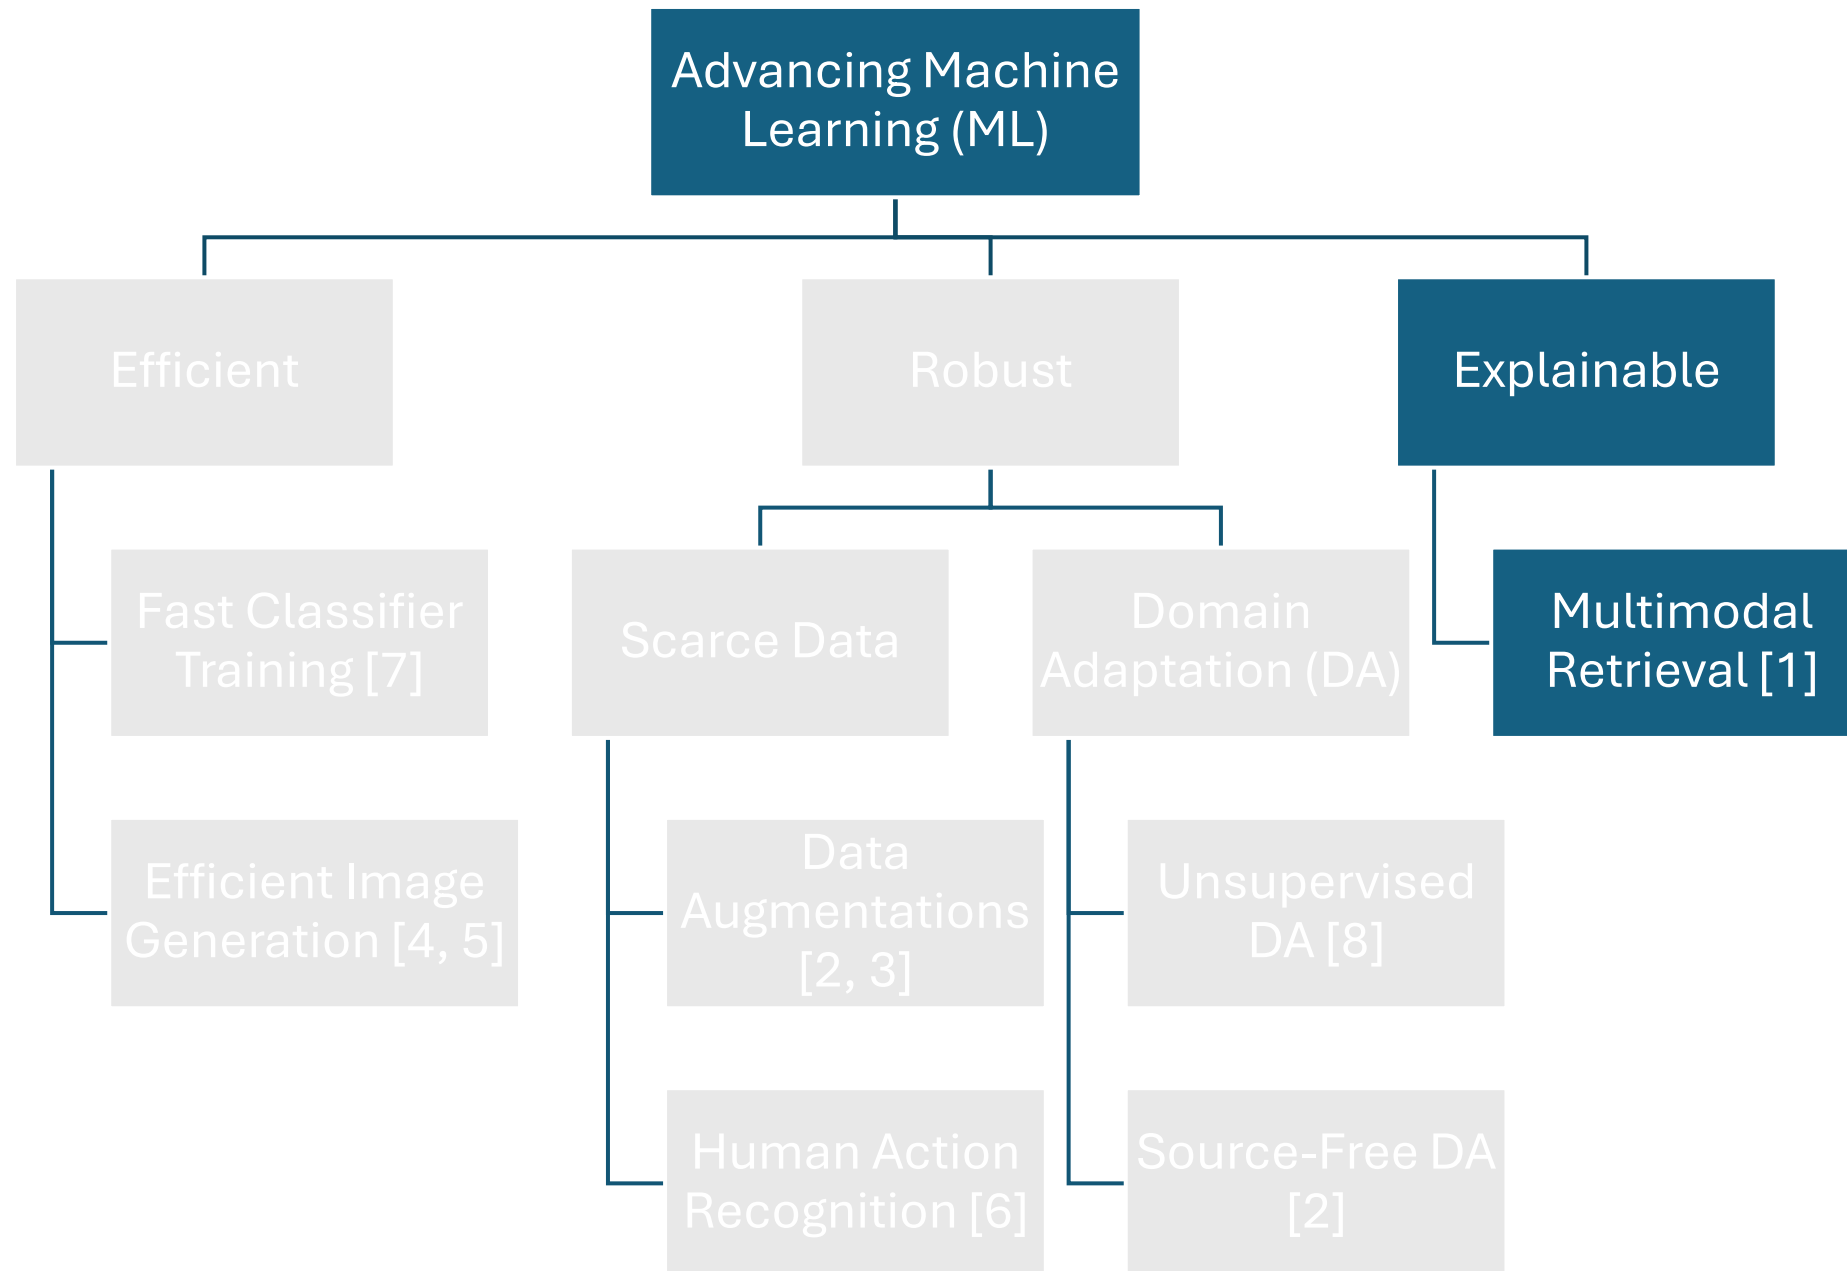 Advancing Machine
Learning (ML)
Efficient
Robust
Explainable
Fast Classifier
Training [7]
Scarce Data
Domain
Adaptation (DA)
Multimodal
Retrieval [1]
Efficient Image
Generation [4, 5]
Data
Augmentations
[2, 3]
Unsupervised
DA [8]
Human Action
Recognition [6]
Source-Free DA
[2]